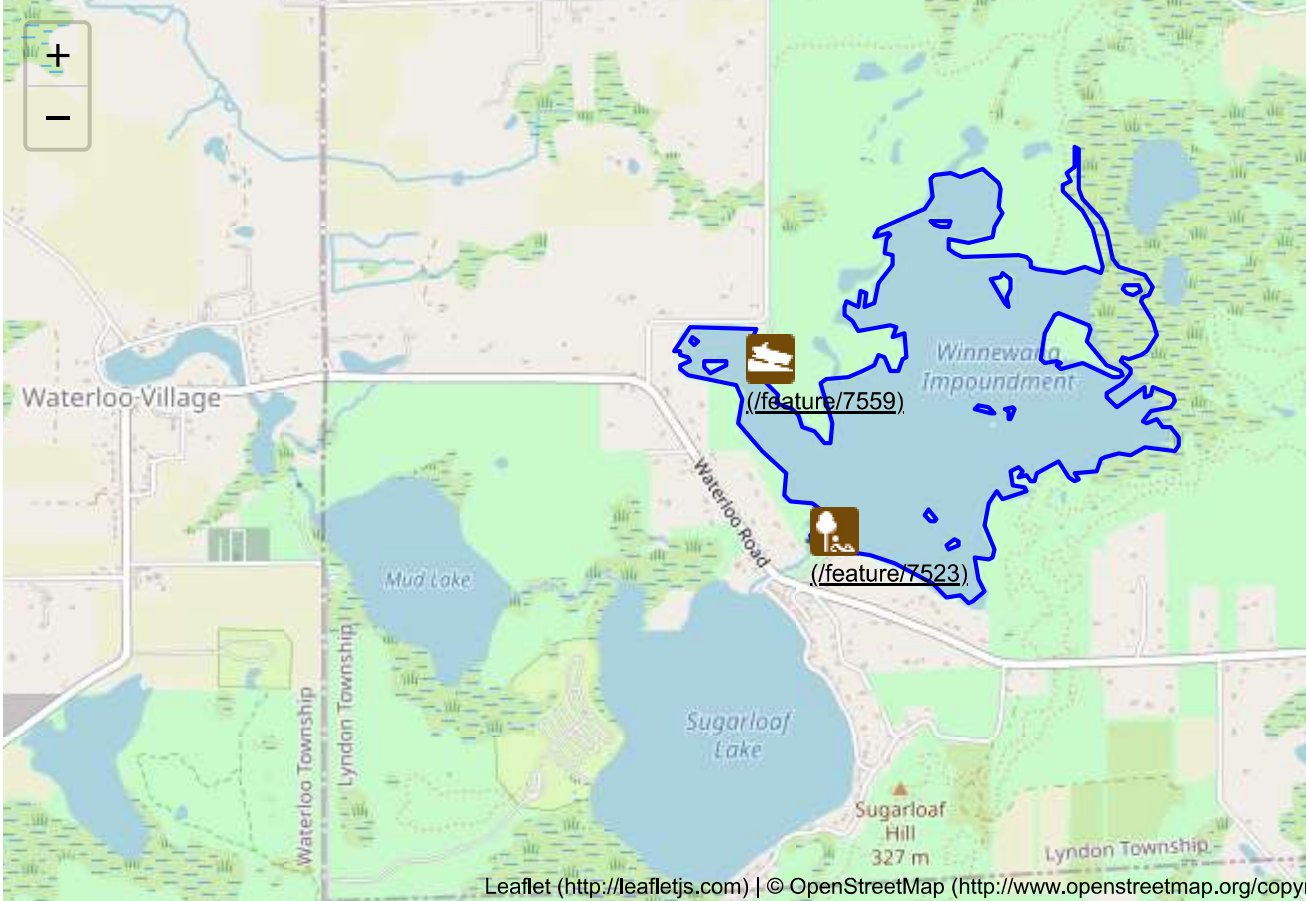 +
−
Winnewana
Impoundment
(/feature/7559)
Waterloo Village
Waterloo Road
(/feature/7523)
Mud Lake
Waterloo Township
Lyndon Township
Sugarloaf
Lake
Sugarloaf
Hill
327 m
Lyndon Township
Leaflet (http://leafletjs.com) | © OpenStreetMap (http://www.openstreetmap.org/copyri